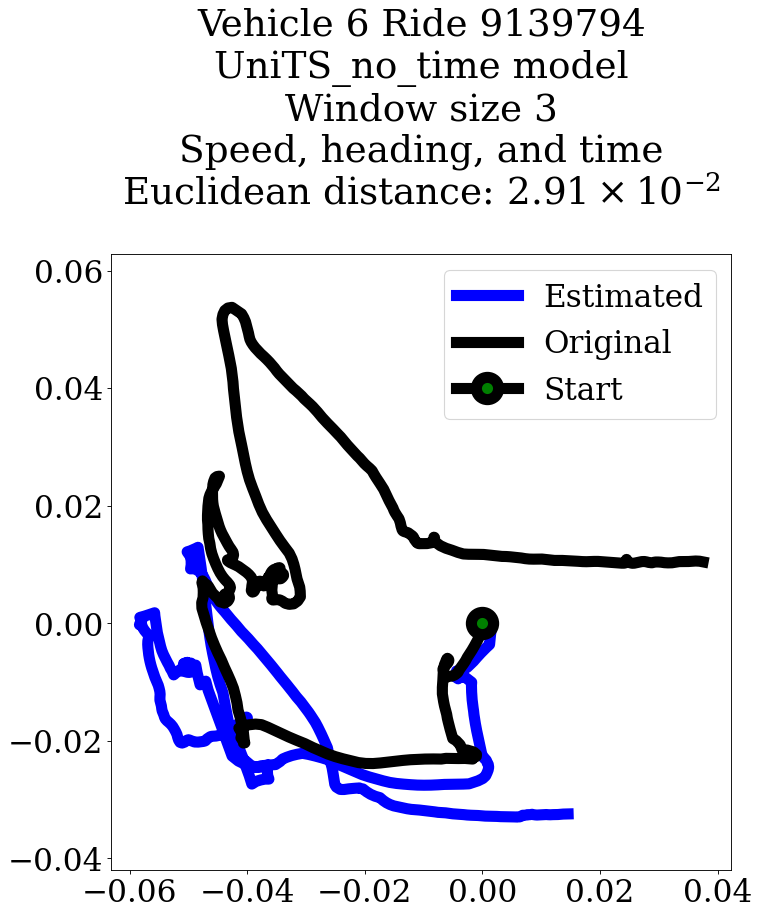 Vehicle 6 Ride 9139794
UniTS_no_time model
Window size 3
Speed, heading, and time
Euclidean distance: 2.91 × 10⁻²
Estimated
Original
Start
0.06
0.04
0.02
0.00
−0.02
−0.04
−0.06 −0.04 −0.02 0.00 0.02 0.04